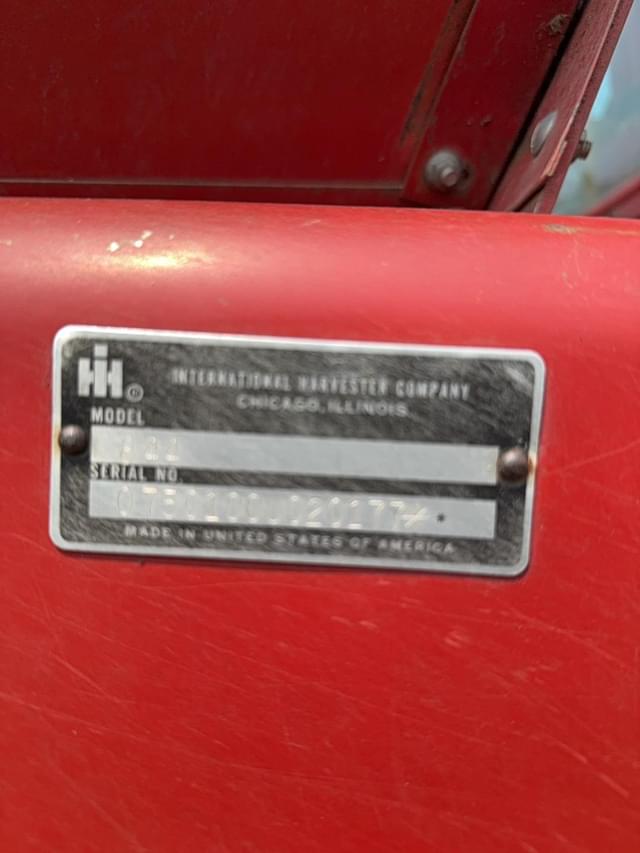 IH ®
INTERNATIONAL HARVESTER COMPANY
CHICAGO, ILLINOIS
MODEL
SERIAL NO.
MADE IN UNITED STATES OF AMERICA